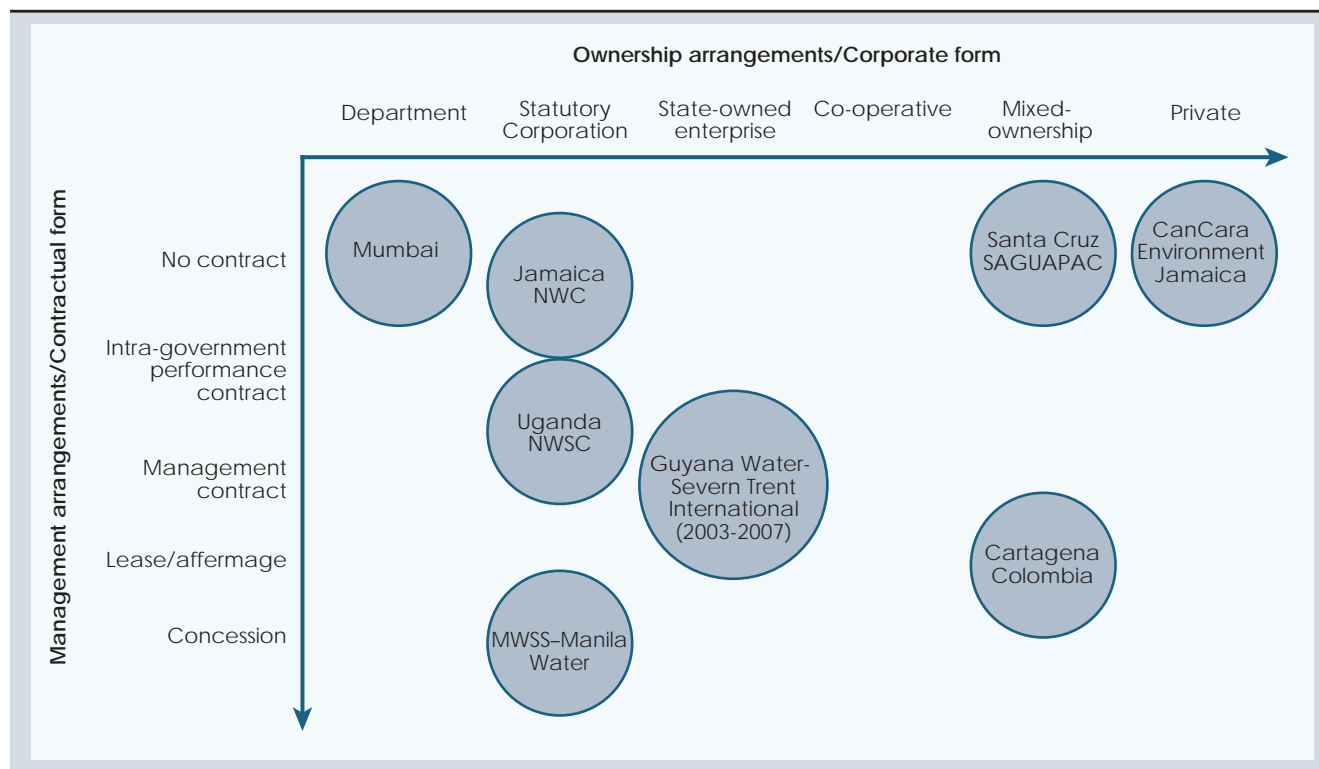 Ownership arrangements/Corporate form
Department
Statutory
Corporation
State-owned
enterprise
Co-operative
Mixed-
ownership
Private
Management arrangements/Contractual form
No contract
Intra-government
performance
contract
Management
contract
Lease/affermage
Concession
Mumbai
Jamaica
NWC
Santa Cruz
SAGUAPAC
CanCara
Environment
Jamaica
Uganda
NWSC
Guyana Water-
Severn Trent
International
(2003-2007)
Cartagena
Colombia
MWSS–Manila
Water